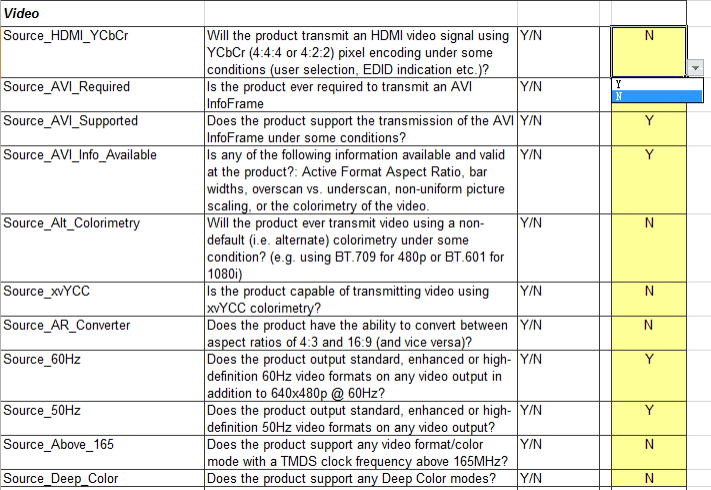 Video
Source_HDMI_YCbCr Will the product transmit an HDMI video signal using Y/N N
YCbCr (4:4:4 or 4:2:2) pixel encoding under some
conditions (user selection, EDID indication etc.)?
Source_AVI_Required Is the product ever required to transmit an AVI Y/N Y
InfoFrame N
Source_AVI_Supported Does the product support the transmission of the AVI Y/N Y
InfoFrame under some conditions?
Source_AVI_Info_Available Is any of the following information available and valid Y/N Y
at the product?: Active Format Aspect Ratio, bar
widths, overscan vs. underscan, non-uniform picture
scaling, or the colorimetry of the video.
Source_Alt_Colorimetry Will the product ever transmit video using a non- Y/N N
default (i.e. alternate) colorimetry under some
condition? (e.g. using BT.709 for 480p or BT.601 for
1080i)
Source_xvYCC Is the product capable of transmitting video using Y/N N
xvYCC colorimetry?
Source_AR_Converter Does the product have the ability to convert between Y/N N
aspect ratios of 4:3 and 16:9 (and vice versa)?
Source_60Hz Does the product output standard, enhanced or high- Y/N Y
definition 60Hz video formats on any video output in
addition to 640x480p @ 60Hz?
Source_50Hz Does the product output standard, enhanced or high- Y/N Y
definition 50Hz video formats on any video output?
Source_Above_165 Does the product support any video format/color Y/N N
mode with a TMDS clock frequency above 165MHz?
Source_Deep_Color Does the product support any Deep Color modes? Y/N N